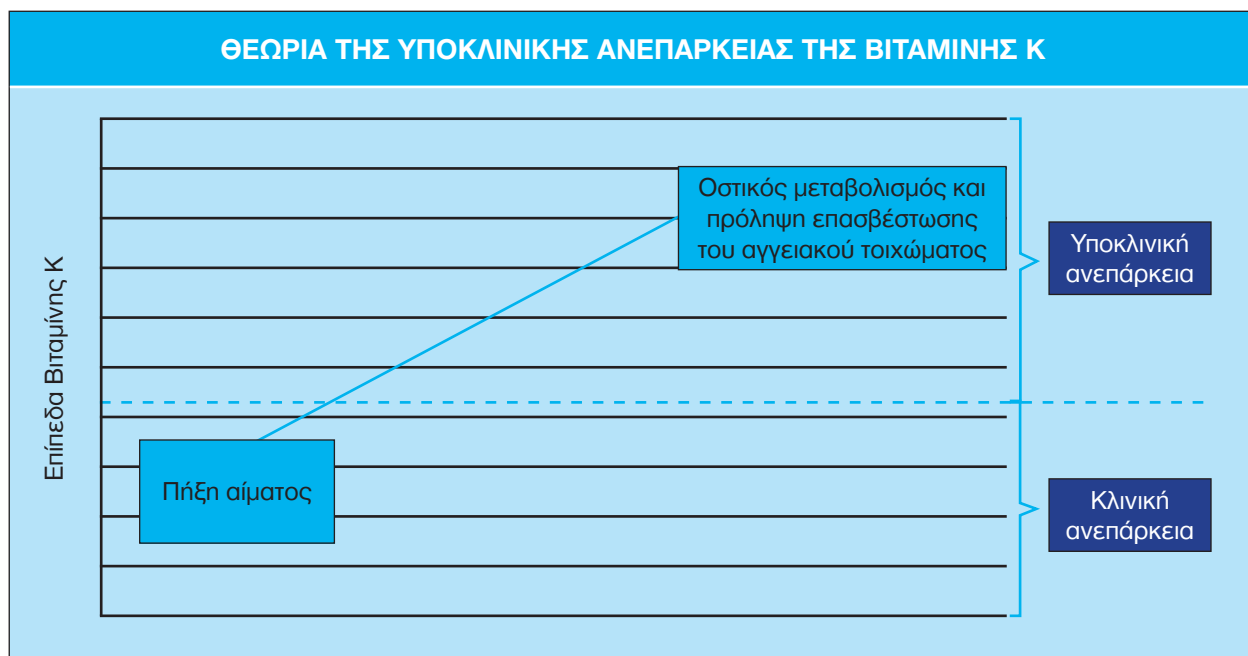 ΘΕΩΡΙΑ ΤΗΣ ΥΠΟΚΛΙΝΙΚΗΣ ΑΝΕΠΑΡΚΕΙΑΣ ΤΗΣ ΒΙΤΑΜΙΝΗΣ Κ
Επίπεδα Βιταμίνης Κ
Οστικός μεταβολισμός και
πρόληψη επασβέστωσης
του αγγειακού τοιχώματος
Υποκλινική
ανεπάρκεια
Πήξη αίματος
Κλινική
ανεπάρκεια